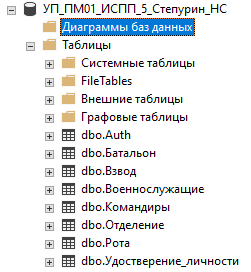 УП_ПМ01_ИСПП_5_Степурин_НС
Диаграммы баз данных
Таблицы
Системные таблицы
FileTables
Внешние таблицы
Графовые таблицы
dbo.Auth
dbo.Батальон
dbo.Взвод
dbo.Военнослужащие
dbo.Командиры
dbo.Отделение
dbo.Рота
dbo.Удостверение_личности